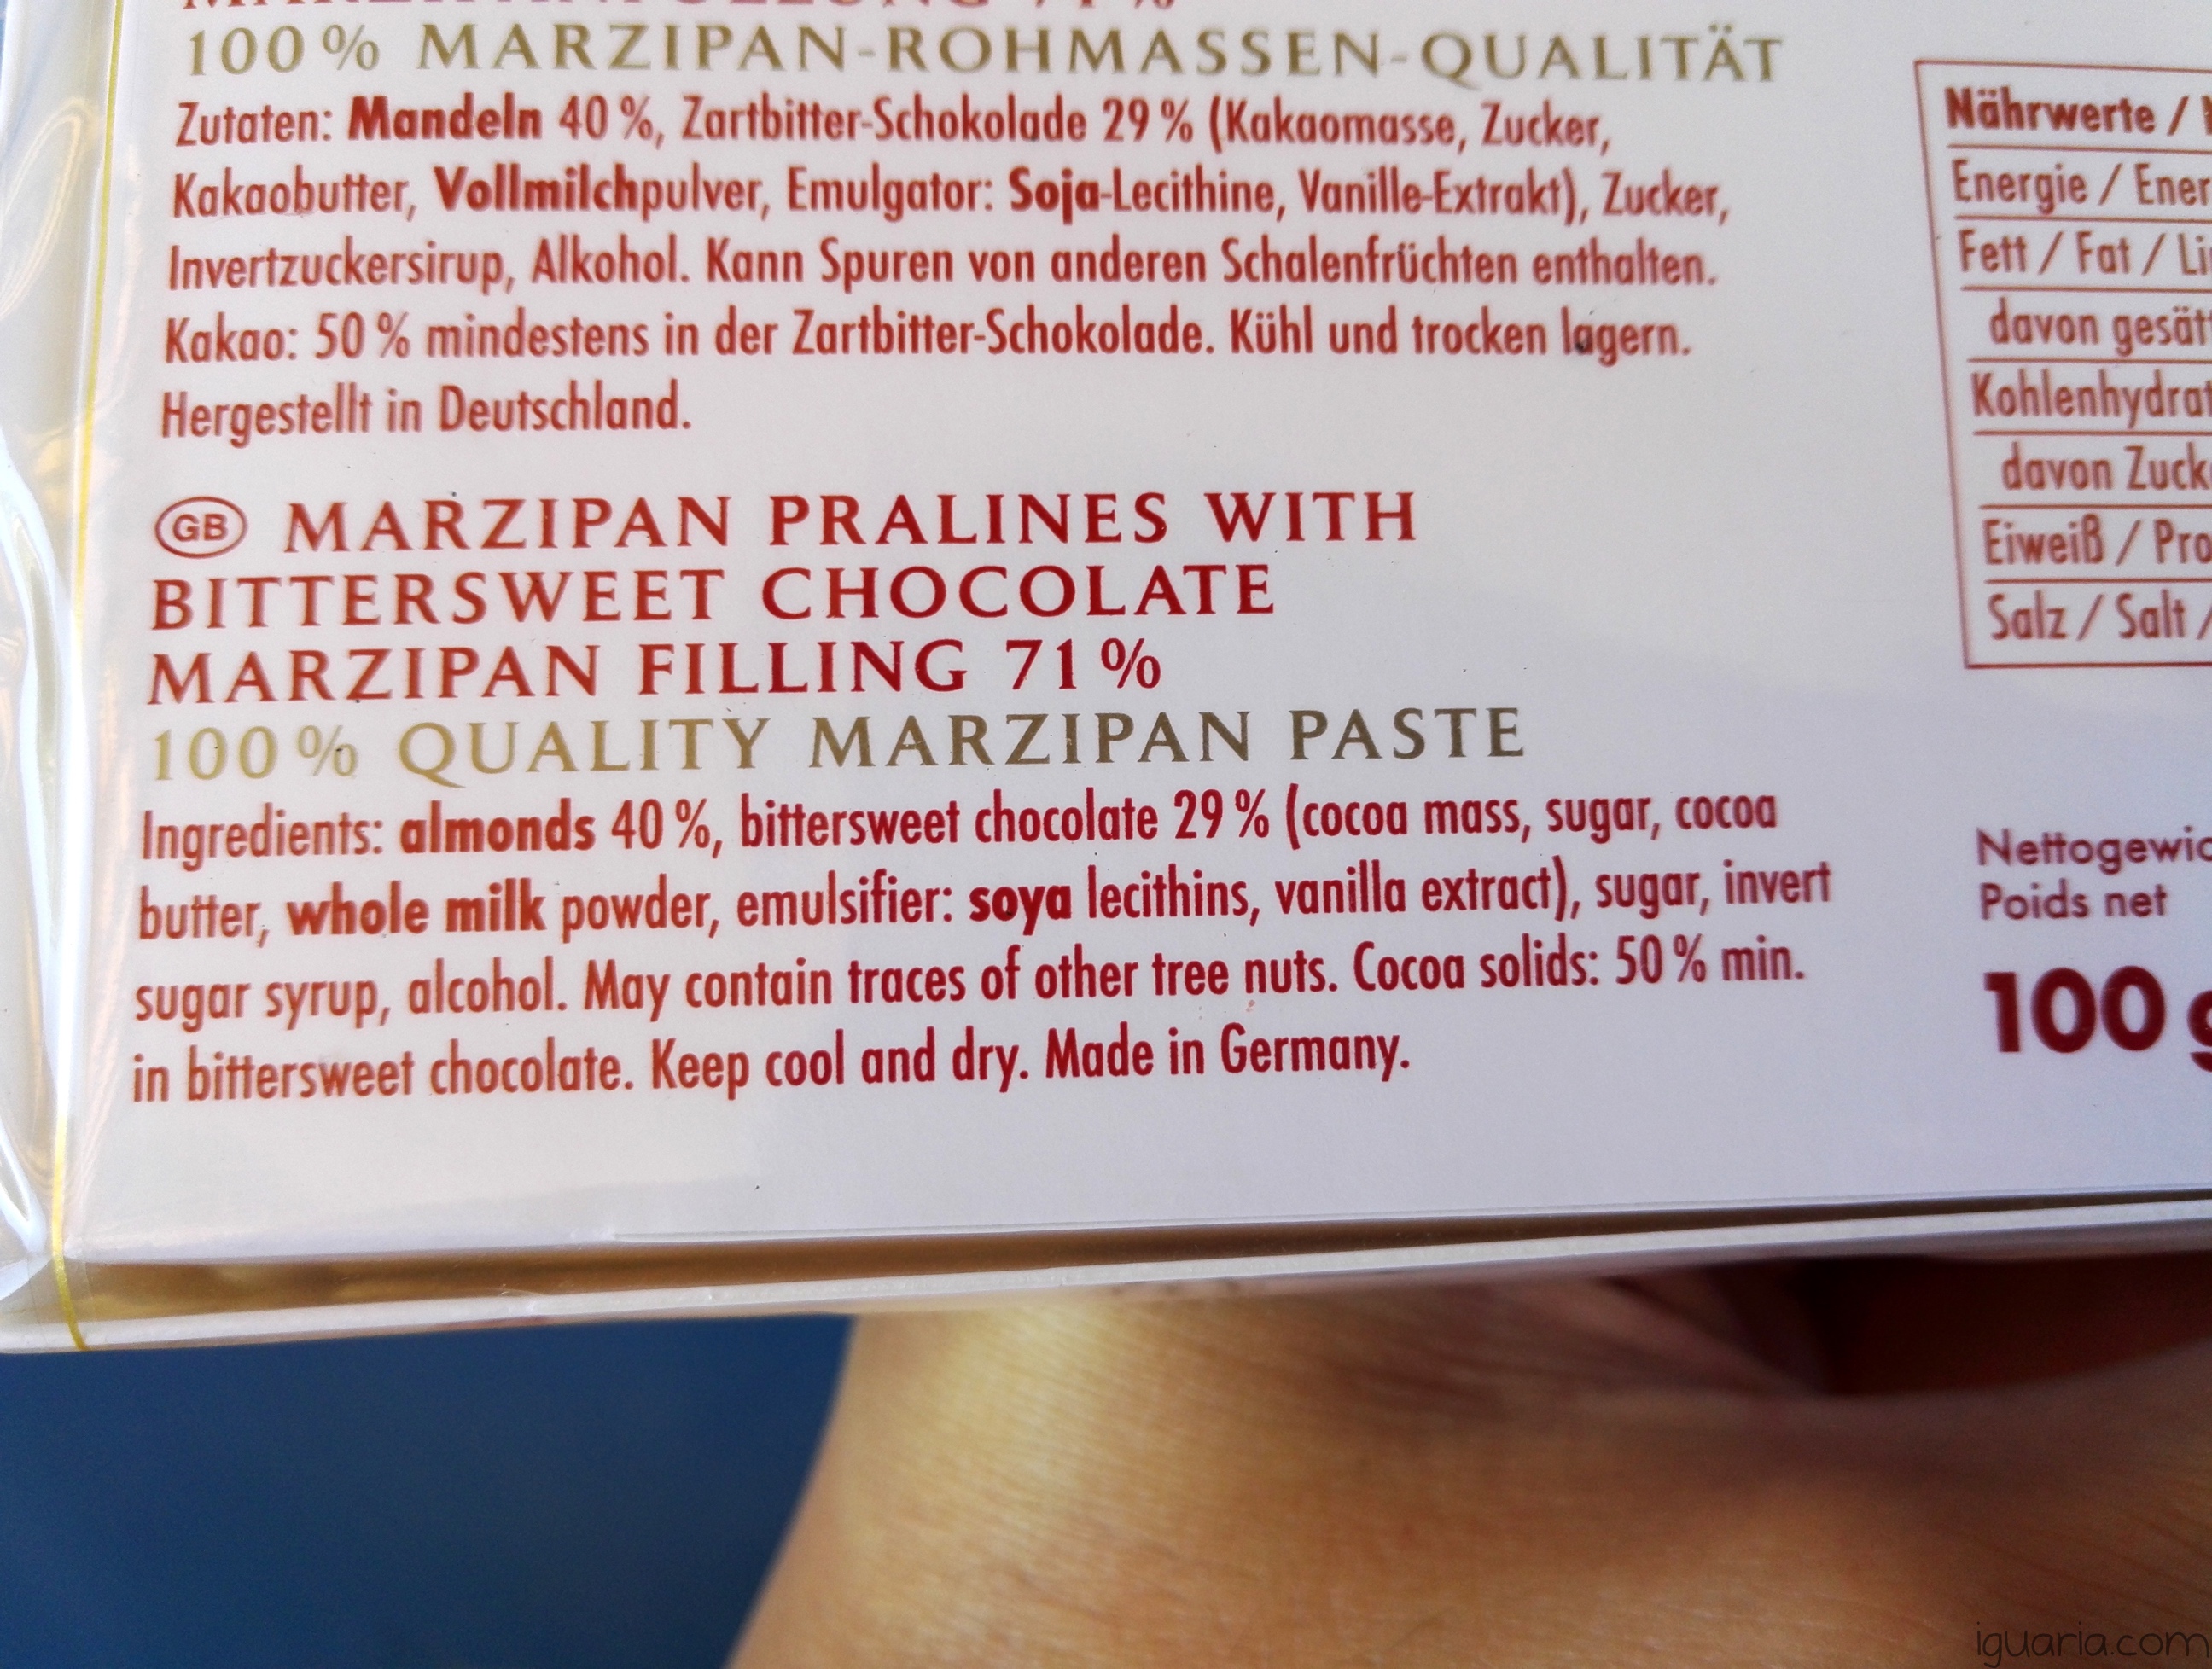 100 % MARZIPAN-ROHMASSEN-QUALITÄT
Zutaten: Mandeln 40 %, Zartbitter-Schokolade 29 % (Kakaomasse, Zucker,
Kakaobutter, Vollmilchpulver, Emulgator: Soja-Lecithine, Vanille-Extrakt), Zucker,
Invertzuckersirup, Alkohol. Kann Spuren von anderen Schalenfrüchten enthalten.
Kakao: 50 % mindestens in der Zartbitter-Schokolade. Kühl und trocken lagern.
Hergestellt in Deutschland.
GB MARZIPAN PRALINES WITH
BITTERSWEET CHOCOLATE
MARZIPAN FILLING 71 %
100 % QUALITY MARZIPAN PASTE
Ingredients: almonds 40 %, bittersweet chocolate 29 % (cocoa mass, sugar, cocoa
butter, whole milk powder, emulsifier: soya lecithins, vanilla extract), sugar, invert
sugar syrup, alcohol. May contain traces of other tree nuts. Cocoa solids: 50 % min.
in bittersweet chocolate. Keep cool and dry. Made in Germany.
Nährwerte /
Energie / Ener
Fett / Fat / Li
davon gesät
Kohlenhydrat
davon Zuck
Eiweiß / Pro
Salz / Salt /
Nettogewic
Poids net
100 g
iguaria.com